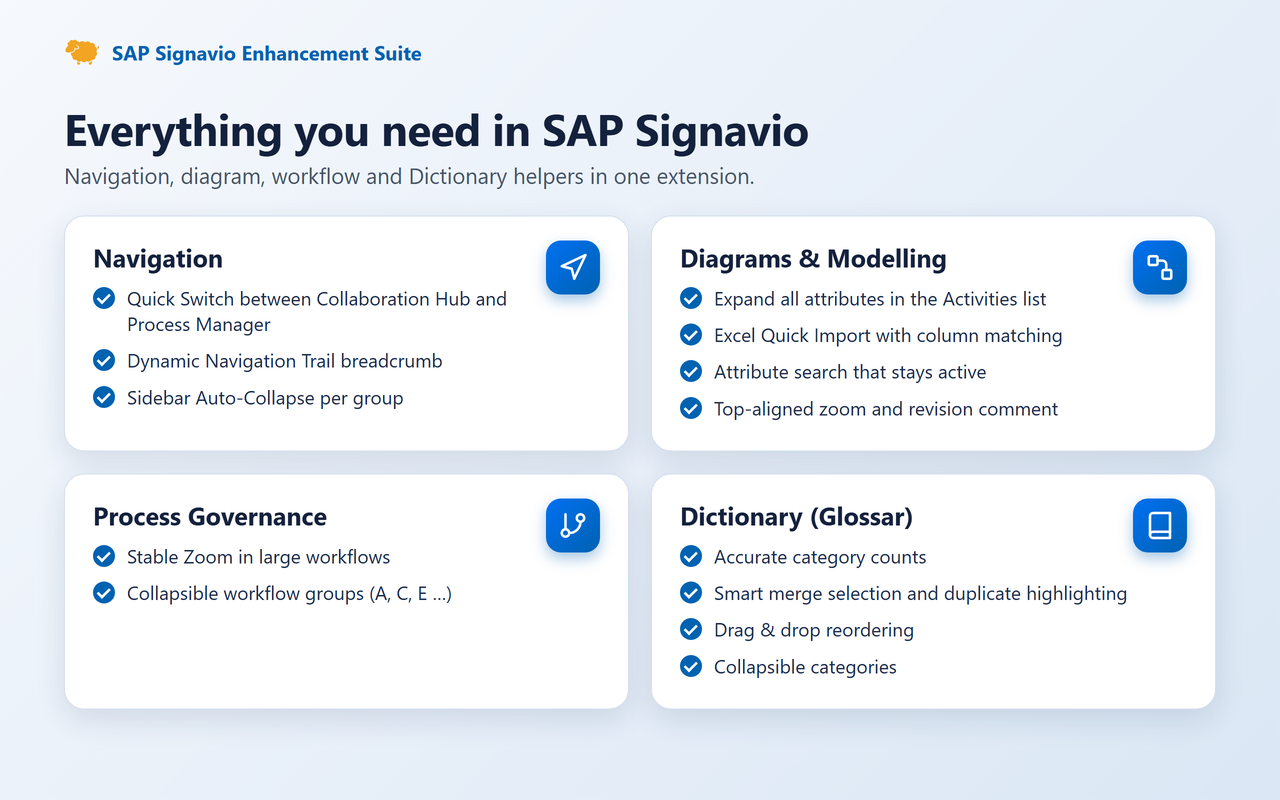 SAP Signavio Enhancement Suite
Everything you need in SAP Signavio
Navigation, diagram, workflow and Dictionary helpers in one extension.
Navigation
Quick Switch between Collaboration Hub and
Process Manager
Dynamic Navigation Trail breadcrumb
Sidebar Auto-Collapse per group
Diagrams & Modelling
Expand all attributes in the Activities list
Excel Quick Import with column matching
Attribute search that stays active
Top-aligned zoom and revision comment
Process Governance
Stable Zoom in large workflows
Collapsible workflow groups (A, C, E ...)
Dictionary (Glossar)
Accurate category counts
Smart merge selection and duplicate highlighting
Drag & drop reordering
Collapsible categories